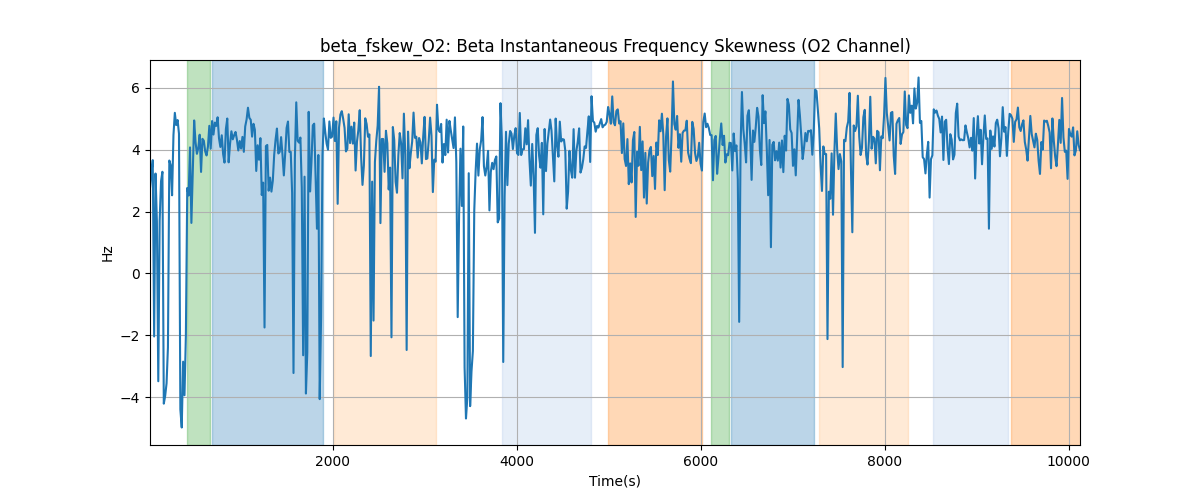 beta_fskew_O2: Beta Instantaneous Frequency Skewness (O2 Channel)
Hz
6
4
2
0
−2
−4
2000 4000 6000 8000 10000
Time(s)